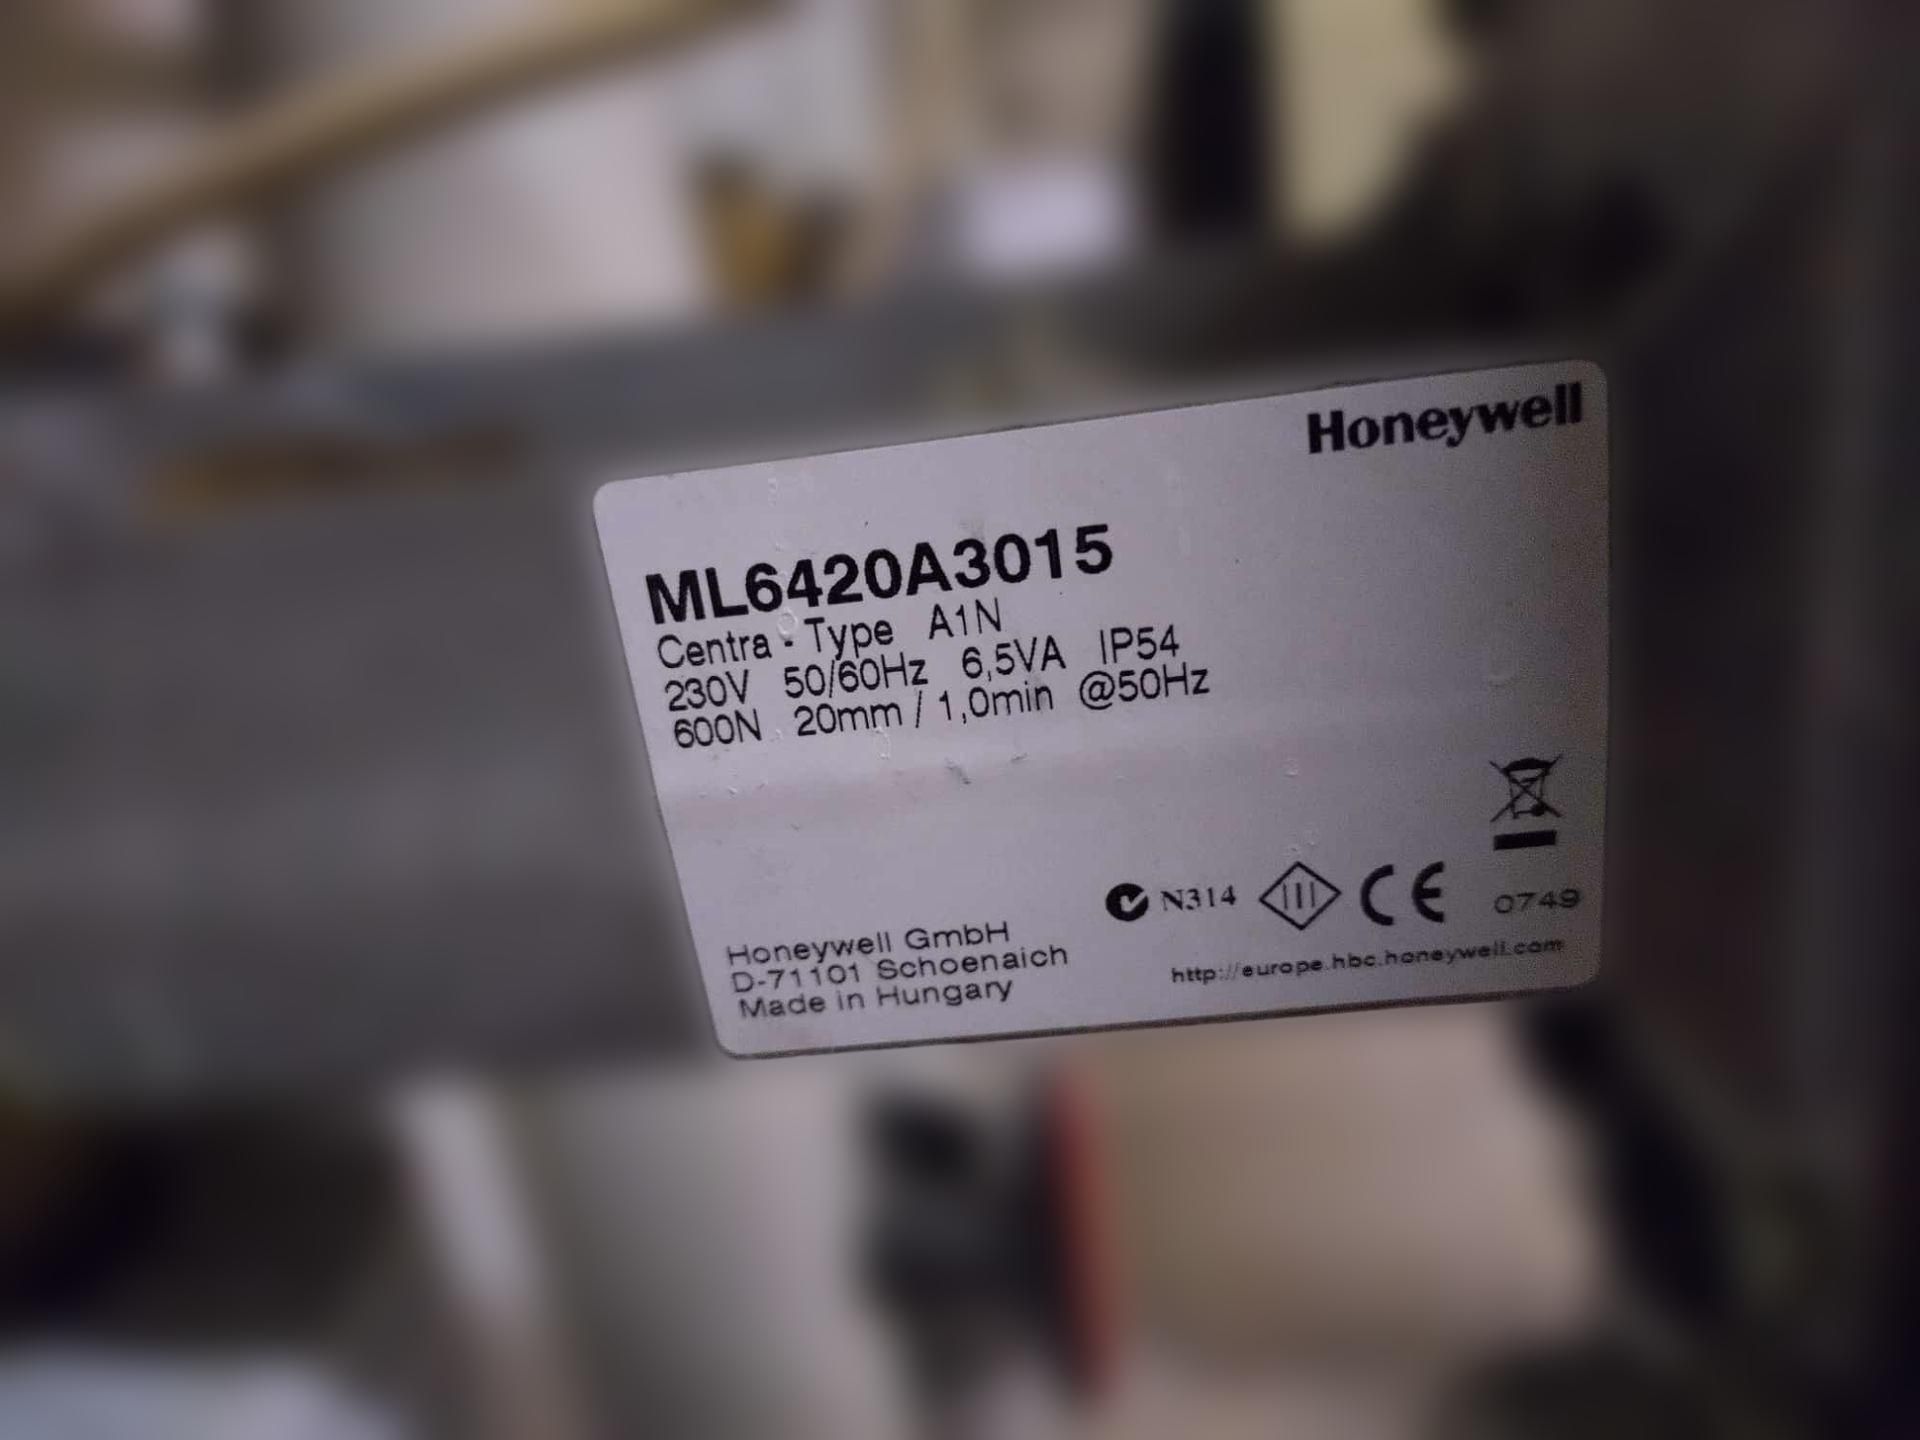 Honeywell
ML6420A3015
Centra - Type A1N
230V 50/60Hz 6,5VA IP54
600N 20mm / 1,0min @50Hz
N314
III
CE
0749
Honeywell GmbH
D-71101 Schoenaich
Made in Hungary
http://europe.hbc.honeywell.com